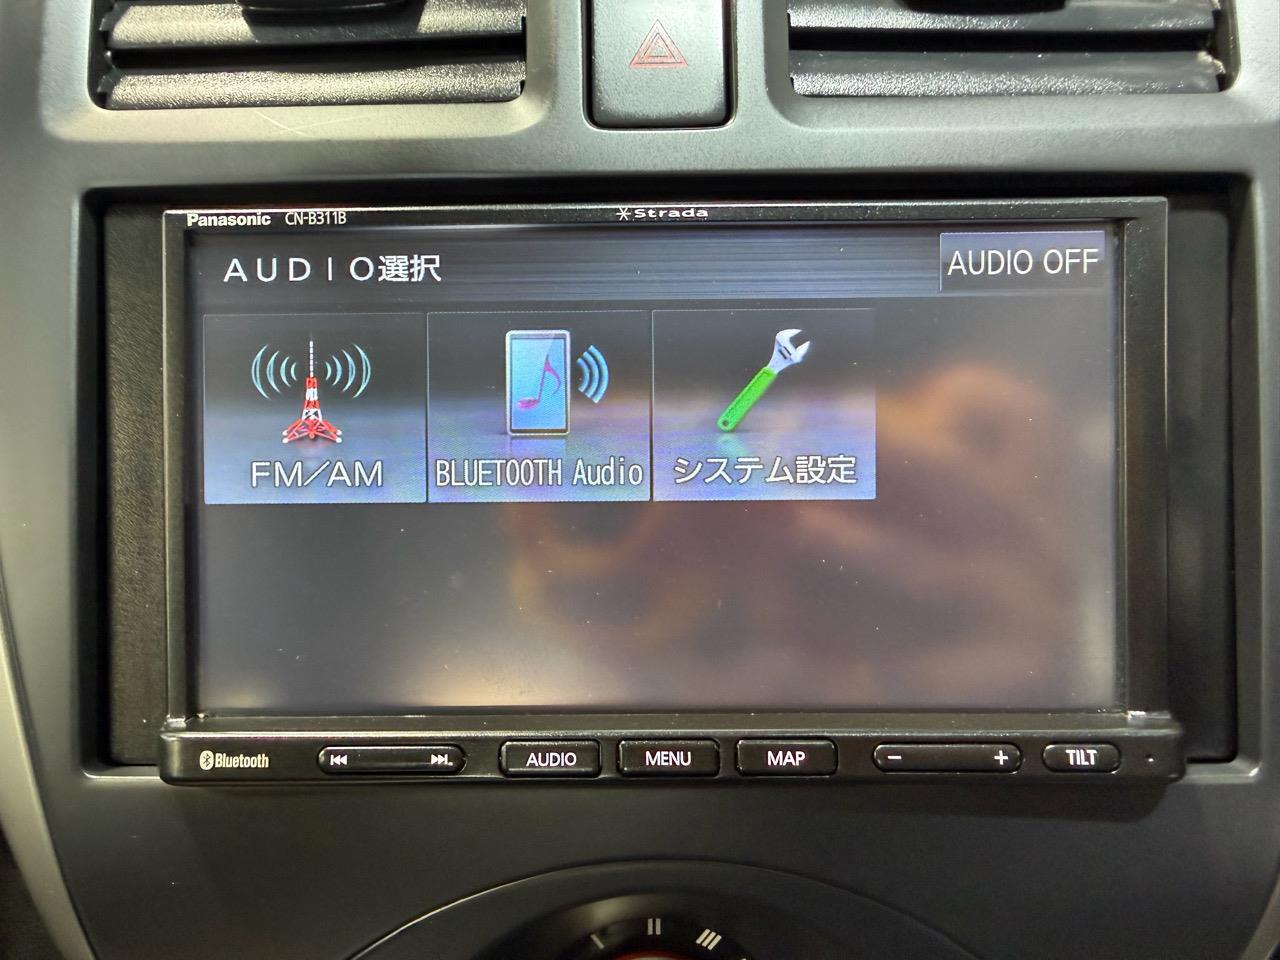 Panasonic CN-B311B Strada
AUDIO選択
AUDIO OFF
FM/AM
BLUETOOTH Audio
システム設定
Bluetooth
AUDIO
MENU
MAP
− +
TILT